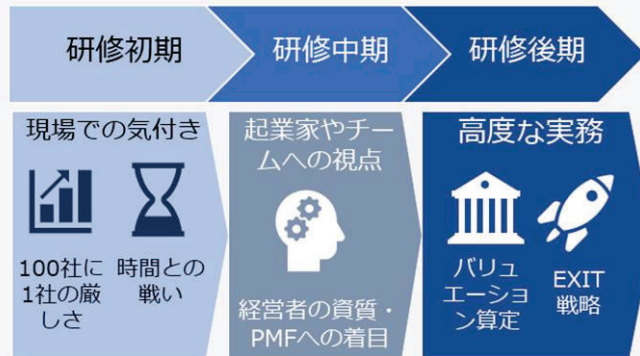 研修初期
研修中期
研修後期
現場での気付き
100社に
1社の厳
しさ
時間との
戦い
起業家やチー
ムへの視点
経営者の資質・
PMFへの着目
高度な実務
バリュ
エーショ
ン算定
EXIT
戦略